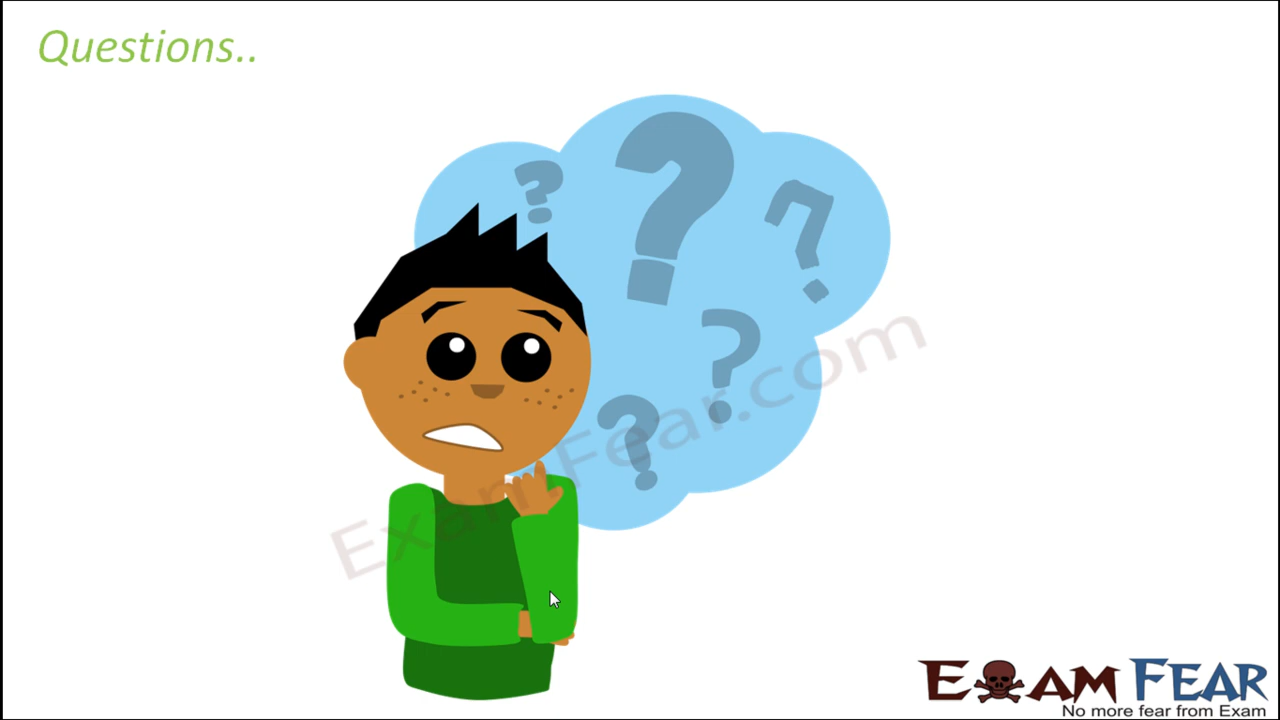 Questions..
? ? ?
?
?
ExamFear.com
EXAM FEAR
No more fear from Exam